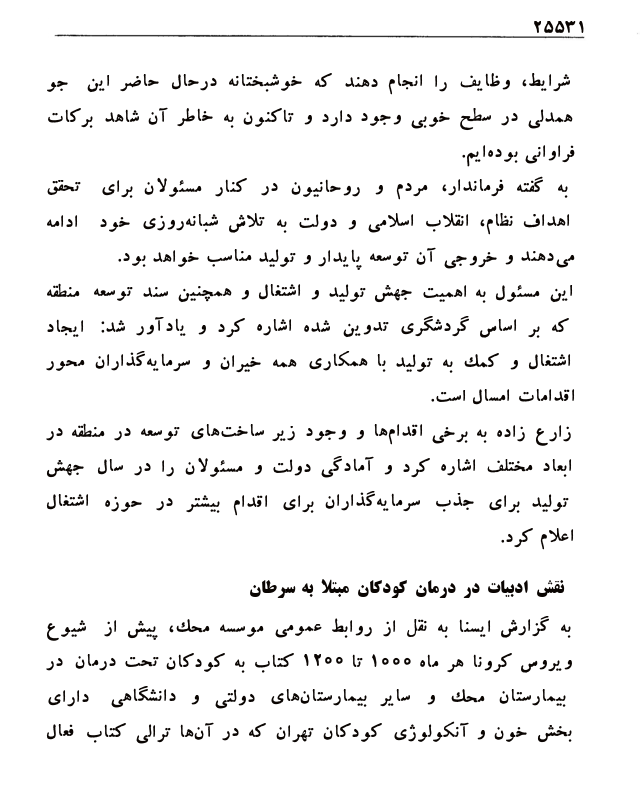 ۲۵۵۳۱
شرایط، وظایف را انجام دهند که خوشبختانه درحال حاضر این جو
همدلی در سطح خوبی وجود دارد و تاکنون به خاطر آن شاهد برکات
فراوانی بوده‌ایم.
به گفته فرماندار، مردم و روحانیون در کنار مسئولان برای تحقق
اهداف نظام، انقلاب اسلامی و دولت به تلاش شبانه‌روزی خود ادامه
می‌دهند و خروجی آن توسعه پایدار و تولید مناسب خواهد بود.
این مسئول به اهمیت جهش تولید و اشتغال و همچنین سند توسعه منطقه
که بر اساس گردشگری تدوین شده اشاره کرد و یادآور شد: ایجاد
اشتغال و کمک به تولید با همکاری همه خیران و سرمایه‌گذاران محور
اقدامات امسال است.
زارع زاده به برخی اقدام‌ها و وجود زیر ساخت‌های توسعه در منطقه در
ابعاد مختلف اشاره کرد و آمادگی دولت و مسئولان را در سال جهش
تولید برای جذب سرمایه‌گذاران برای اقدام بیشتر در حوزه اشتغال
اعلام کرد.
نقش ادبیات در درمان کودکان مبتلا به سرطان
به گزارش ایسنا به نقل از روابط عمومی موسسه محک، پیش از شیوع
ویروس کرونا هر ماه ۱۰۰۰ تا ۱۲۰۰ کتاب به کودکان تحت درمان در
بیمارستان محک و سایر بیمارستان‌های دولتی و دانشگاهی دارای
بخش خون و آنکولوژی کودکان تهران که در آن‌ها ترالی کتاب فعال